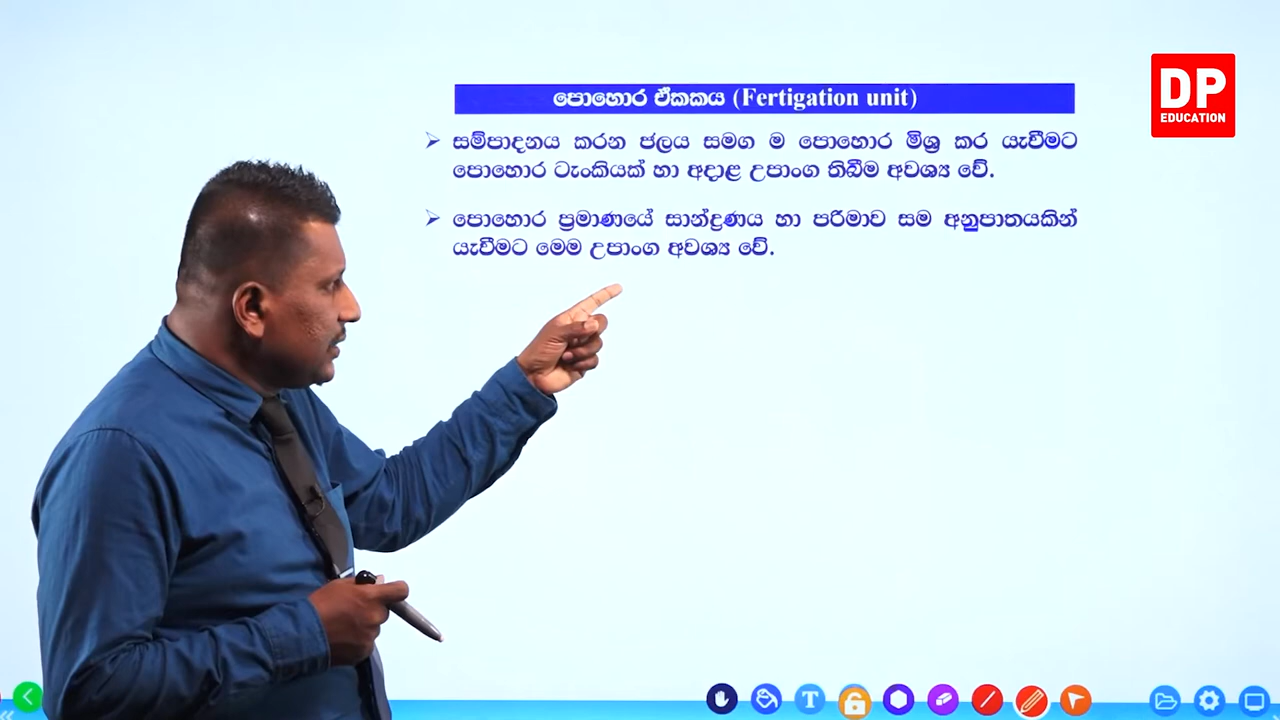 DP
EDUCATION
පොහොර ඒකකය (Fertigation unit)
සම්පාදනය කරන ජලය සමග ම පොහොර මිශ්‍ර කර යැවීමට
පොහොර ටැංකියක් හා අදාළ උපාංග තිබීම අවශ්‍ය වේ.
පොහොර ප්‍රමාණයේ සාන්ද්‍රණය හා පරිමාව සම අනුපාතයකින්
යැවීමට මෙම උපාංග අවශ්‍ය වේ.